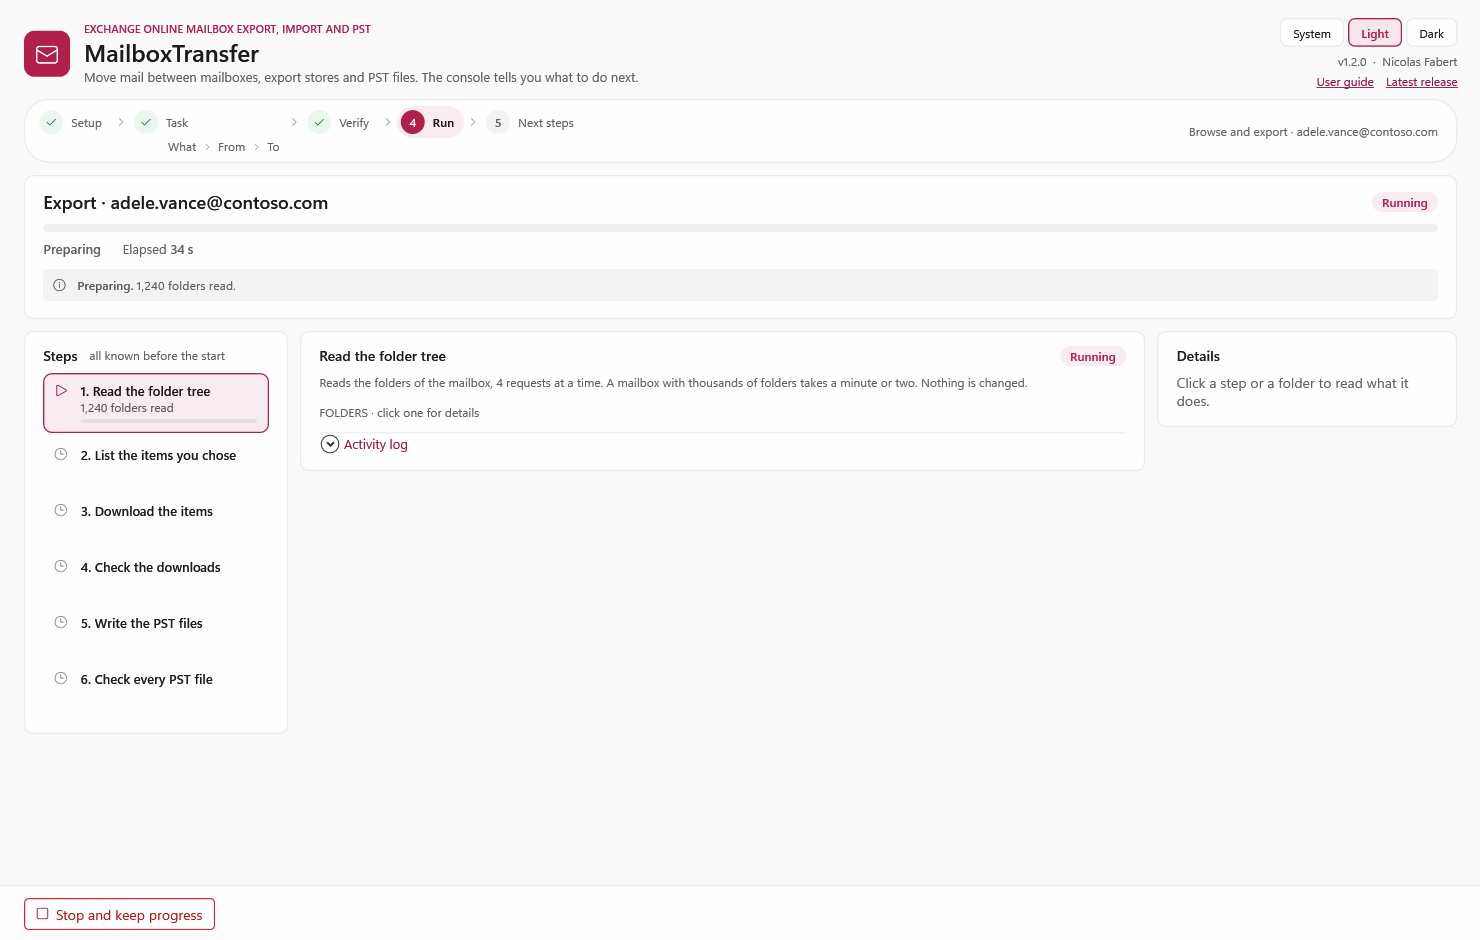 EXCHANGE ONLINE MAILBOX EXPORT, IMPORT AND PST
MailboxTransfer
Move mail between mailboxes, export stores and PST files. The console tells you what to do next.
System
Light
Dark
v1.2.0 · Nicolas Fabert
User guide
Latest release
Setup
Task
What
From
To
Verify
4
Run
5
Next steps
Browse and export · adele.vance@contoso.com
Export · adele.vance@contoso.com
Running
Preparing
Elapsed 34 s
Preparing. 1,240 folders read.
Steps
all known before the start
1. Read the folder tree
1,240 folders read
2. List the items you chose
3. Download the items
4. Check the downloads
5. Write the PST files
6. Check every PST file
Read the folder tree
Running
Reads the folders of the mailbox, 4 requests at a time. A mailbox with thousands of folders takes a minute or two. Nothing is changed.
FOLDERS · click one for details
Activity log
Details
Click a step or a folder to read what it
does.
Stop and keep progress